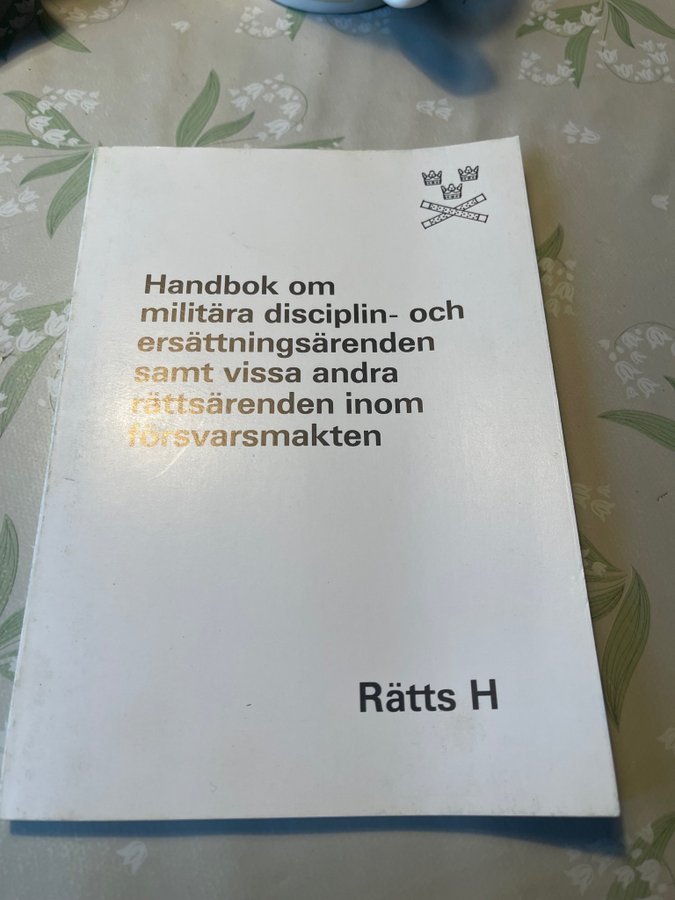 Handbok om
militära disciplin- och
ersättningsärenden
samt vissa andra
rättsärenden inom
försvarsmakten
Rätts H